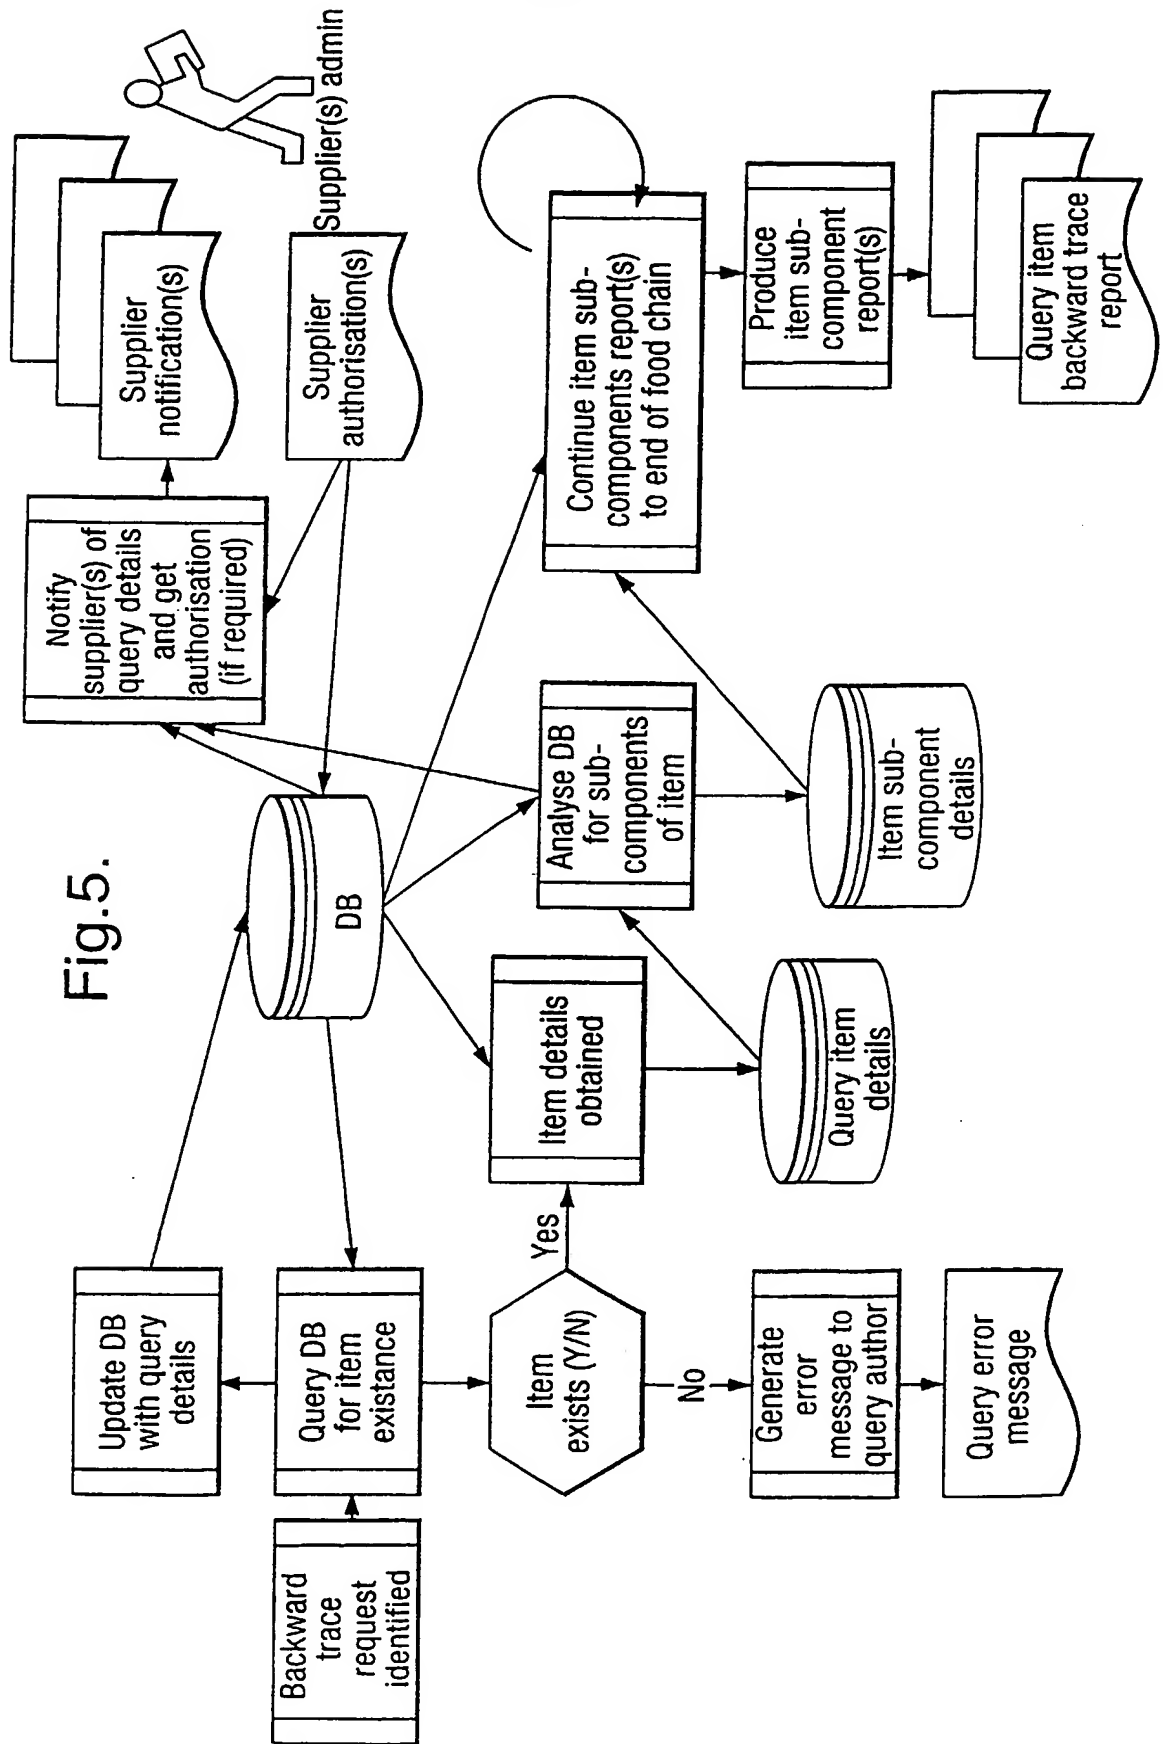 Fig.5.
Backward
trace
request
identified
Update DB
with query
details
Query DB
for item
existance
Item
exists (Y/N)
Yes
No
Generate
error
message to
query author
Query error
message
DB
Item details
obtained
Query item
details
Analyse DB
for sub-
components
of item
Item sub-
component
details
Notify
supplier(s) of
query details
and get
authorisation
(if required)
Supplier
notification(s)
Supplier
authorisation(s)
Supplier(s) admin
Continue item sub-
components report(s)
to end of food chain
Produce
item sub-
component
report(s)
Query item
backward trace
report